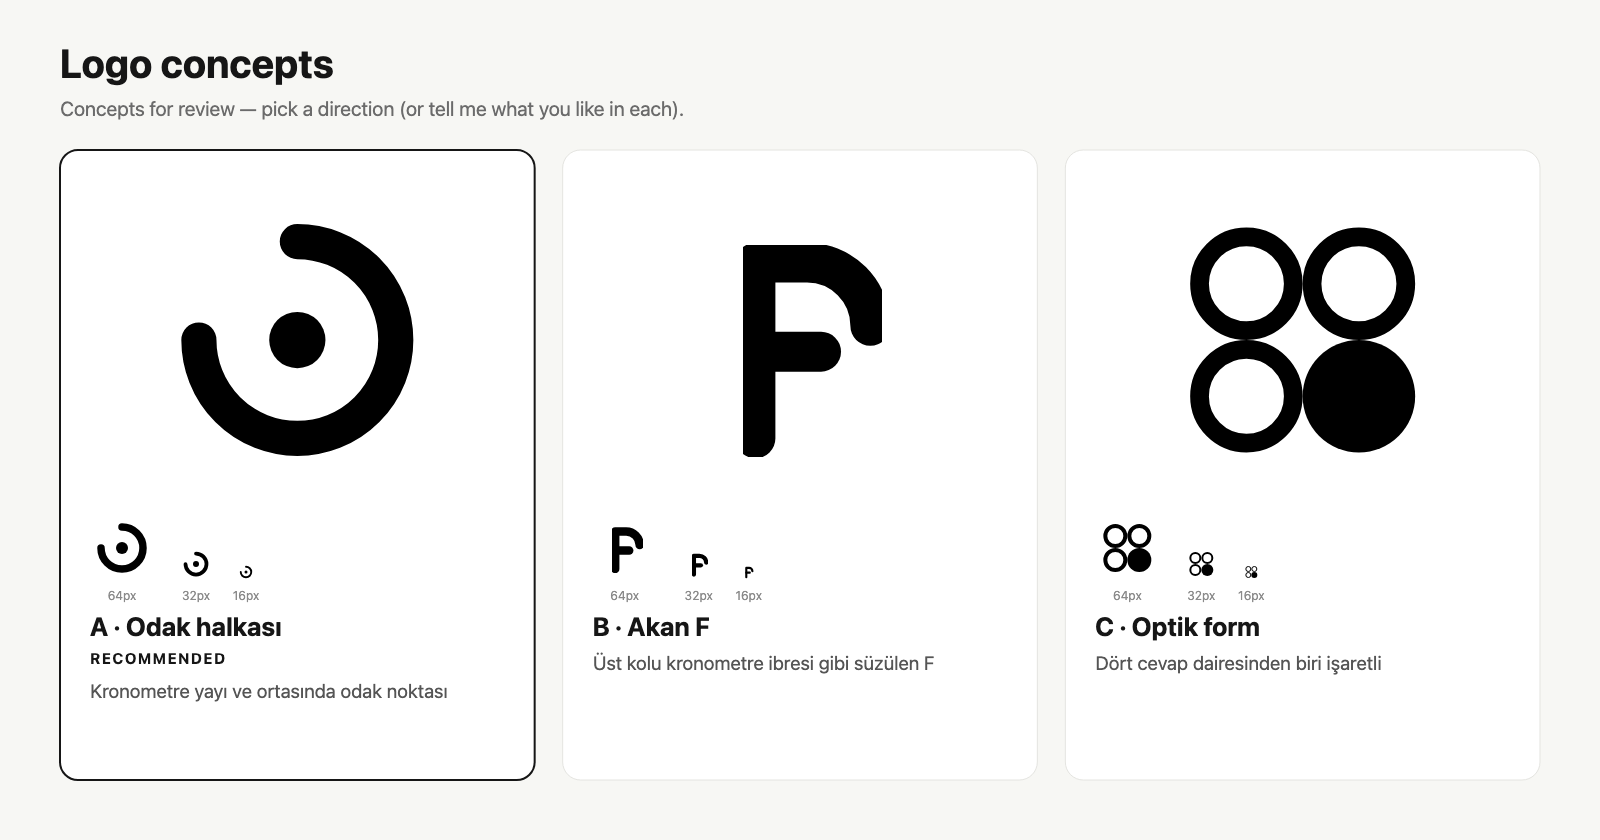 Logo concepts
Concepts for review — pick a direction (or tell me what you like in each).
64px 32px 16px
A · Odak halkası
RECOMMENDED
Kronometre yayı ve ortasında odak noktası
64px 32px 16px
B · Akan F
Üst kolu kronometre ibresi gibi süzülen F
64px 32px 16px
C · Optik form
Dört cevap dairesinden biri işaretli